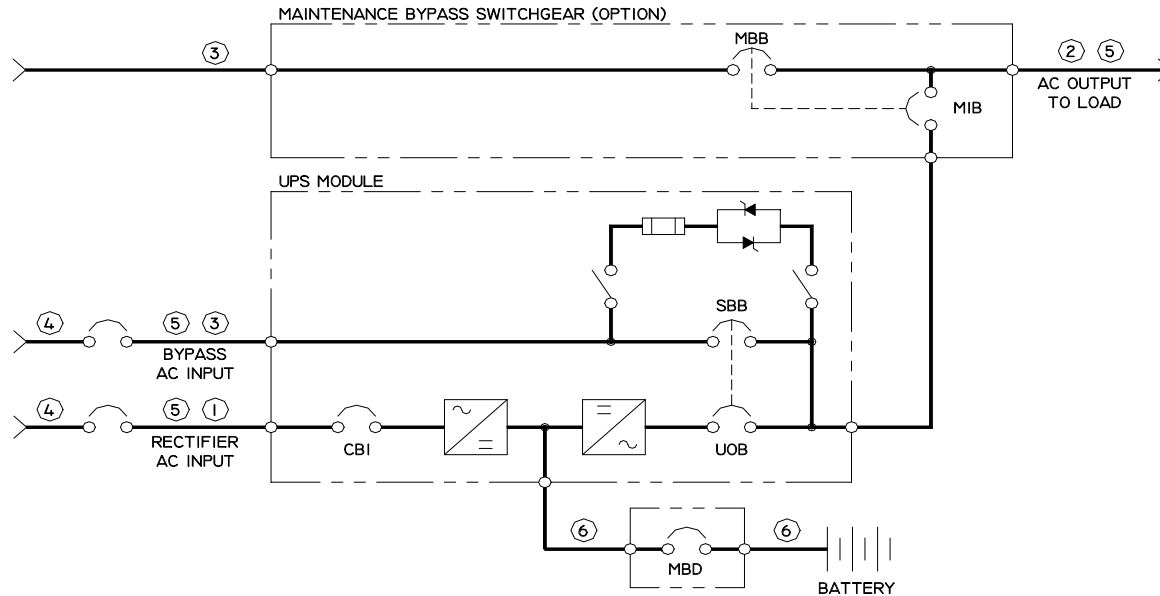 MAINTENANCE BYPASS SWITCHGEAR (OPTION)
MBB
3
2 5
AC OUTPUT
TO LOAD
MIB
UPS MODULE
SBB
4
5 3
BYPASS
AC INPUT
4
5 1
RECTIFIER
AC INPUT
CB1
UOB
6
6
MBD
BATTERY